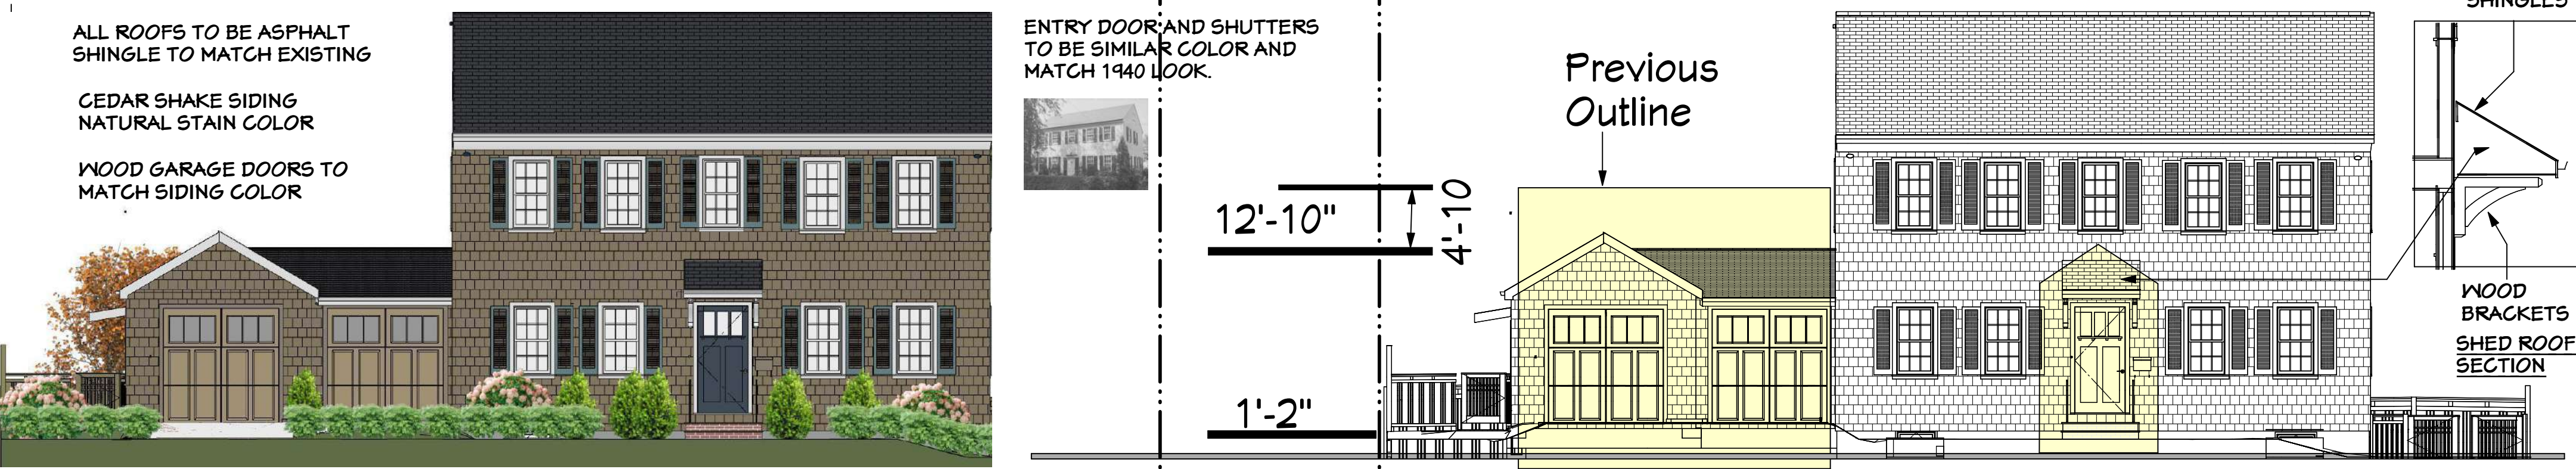 ALL ROOFS TO BE ASPHALT
SHINGLE TO MATCH EXISTING
CEDAR SHAKE SIDING
NATURAL STAIN COLOR
WOOD GARAGE DOORS TO
MATCH SIDING COLOR
ENTRY DOOR AND SHUTTERS
TO BE SIMILAR COLOR AND
MATCH 1940 LOOK.
12'-10"
4'-10
1'-2"
Previous
Outline
SHINGLES
WOOD
BRACKETS
SHED ROOF
SECTION